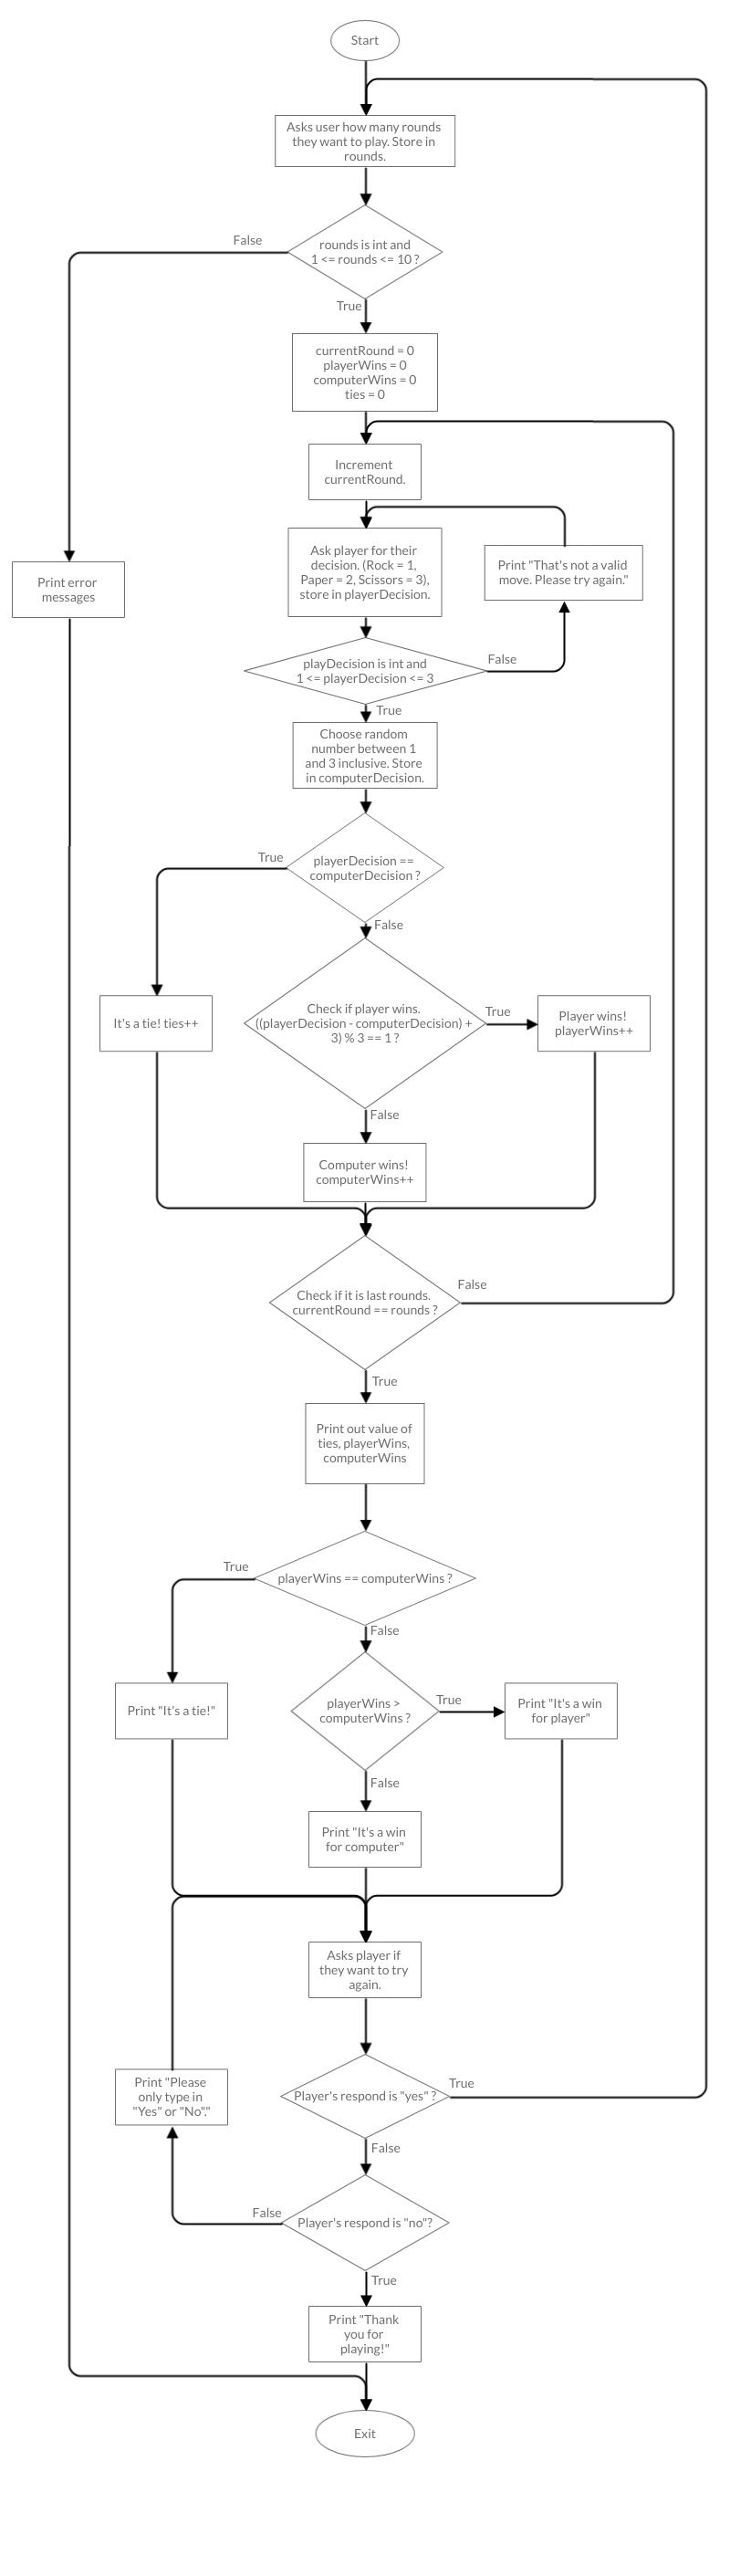 Start
Asks user how many rounds
they want to play. Store in
rounds.
False
rounds is int and
1 <= rounds <= 10 ?
True
currentRound = 0
playerWins = 0
computerWins = 0
ties = 0
Increment
currentRound.
Ask player for their
decision. (Rock = 1,
Paper = 2, Scissors = 3),
store in playerDecision.
Print "That's not a valid
move. Please try again."
Print error
messages
playDecision is int and
1 <= playerDecision <= 3
False
True
Choose random
number between 1
and 3 inclusive. Store
in computerDecision.
True
playerDecision ==
computerDecision ?
False
It's a tie! ties++
Check if player wins.
((playerDecision - computerDecision) +
3) % 3 == 1 ?
True
Player wins!
playerWins++
False
Computer wins!
computerWins++
Check if it is last rounds.
currentRound == rounds ?
False
True
Print out value of
ties, playerWins,
computerWins
True
playerWins == computerWins ?
False
Print "It's a tie!"
playerWins >
computerWins ?
True
Print "It's a win
for player"
False
Print "It's a win
for computer"
Asks player if
they want to try
again.
Print "Please
only type in
"Yes" or "No"."
Player's respond is "yes" ?
True
False
False
Player's respond is "no"?
True
Print "Thank
you for
playing!"
Exit